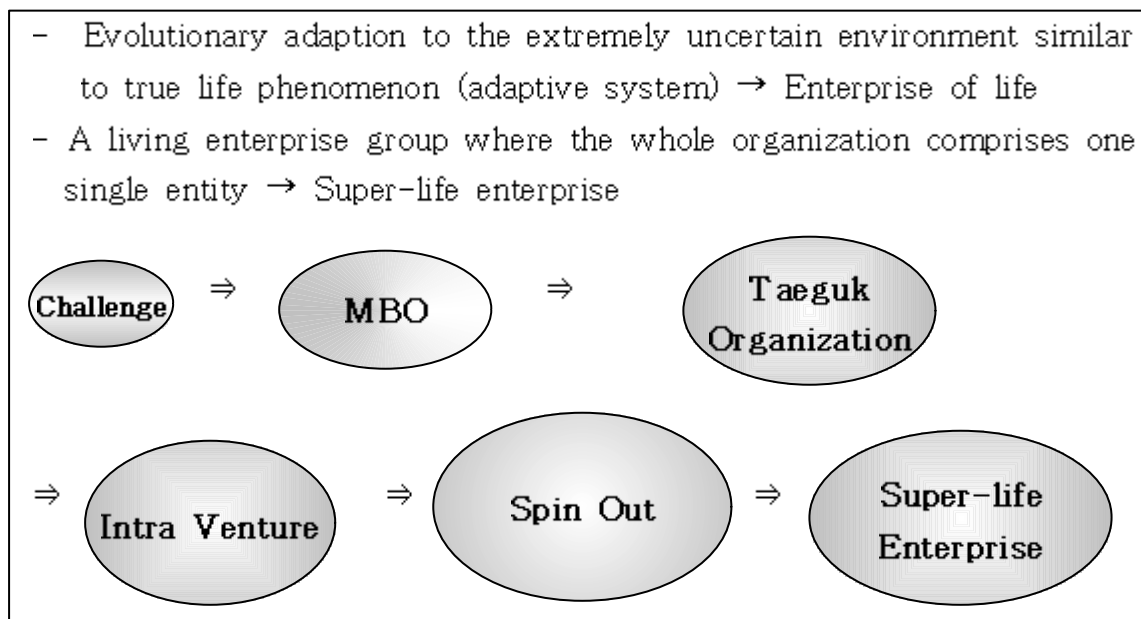 - Evolutionary adaption to the extremely uncertain environment similar
to true life phenomenon (adaptive system) → Enterprise of life
- A living enterprise group where the whole organization comprises one
single entity → Super-life enterprise
Challenge ⇒ MBO ⇒ Taeguk
Organization
⇒ Intra Venture ⇒ Spin Out ⇒ Super-life
Enterprise